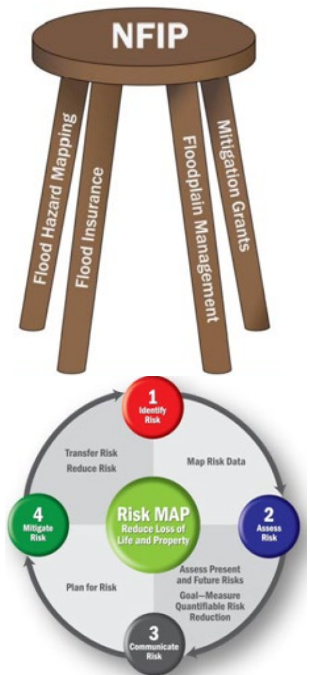 NFIP
Flood Hazard Mapping
Flood Insurance
Floodplain Management
Mitigation Grants
1
Identify
Risk
Transfer Risk
Reduce Risk
Map Risk Data
4
Mitigate
Risk
Risk MAP
Reduce Loss of
Life and Property
2
Assess
Risk
Plan for Risk
Assess Present
and Future Risks
Goal—Measure
Quantifiable Risk
Reduction
3
Communicate
Risk